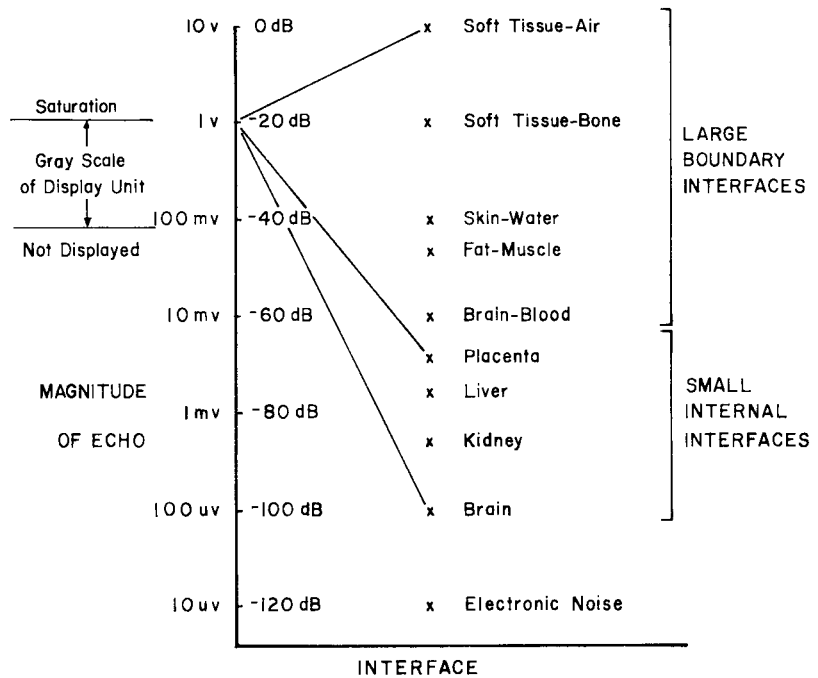 10 v 0 dB x Soft Tissue-Air
Saturation
1 v -20 dB x Soft Tissue-Bone
Gray Scale
of Display Unit
LARGE
BOUNDARY
INTERFACES
100 mv -40 dB x Skin-Water
Not Displayed
x Fat-Muscle
10 mv -60 dB x Brain-Blood
x Placenta
MAGNITUDE
OF ECHO
x Liver
SMALL
INTERNAL
INTERFACES
1 mv -80 dB
x Kidney
100 uv -100 dB x Brain
10 uv -120 dB x Electronic Noise
INTERFACE